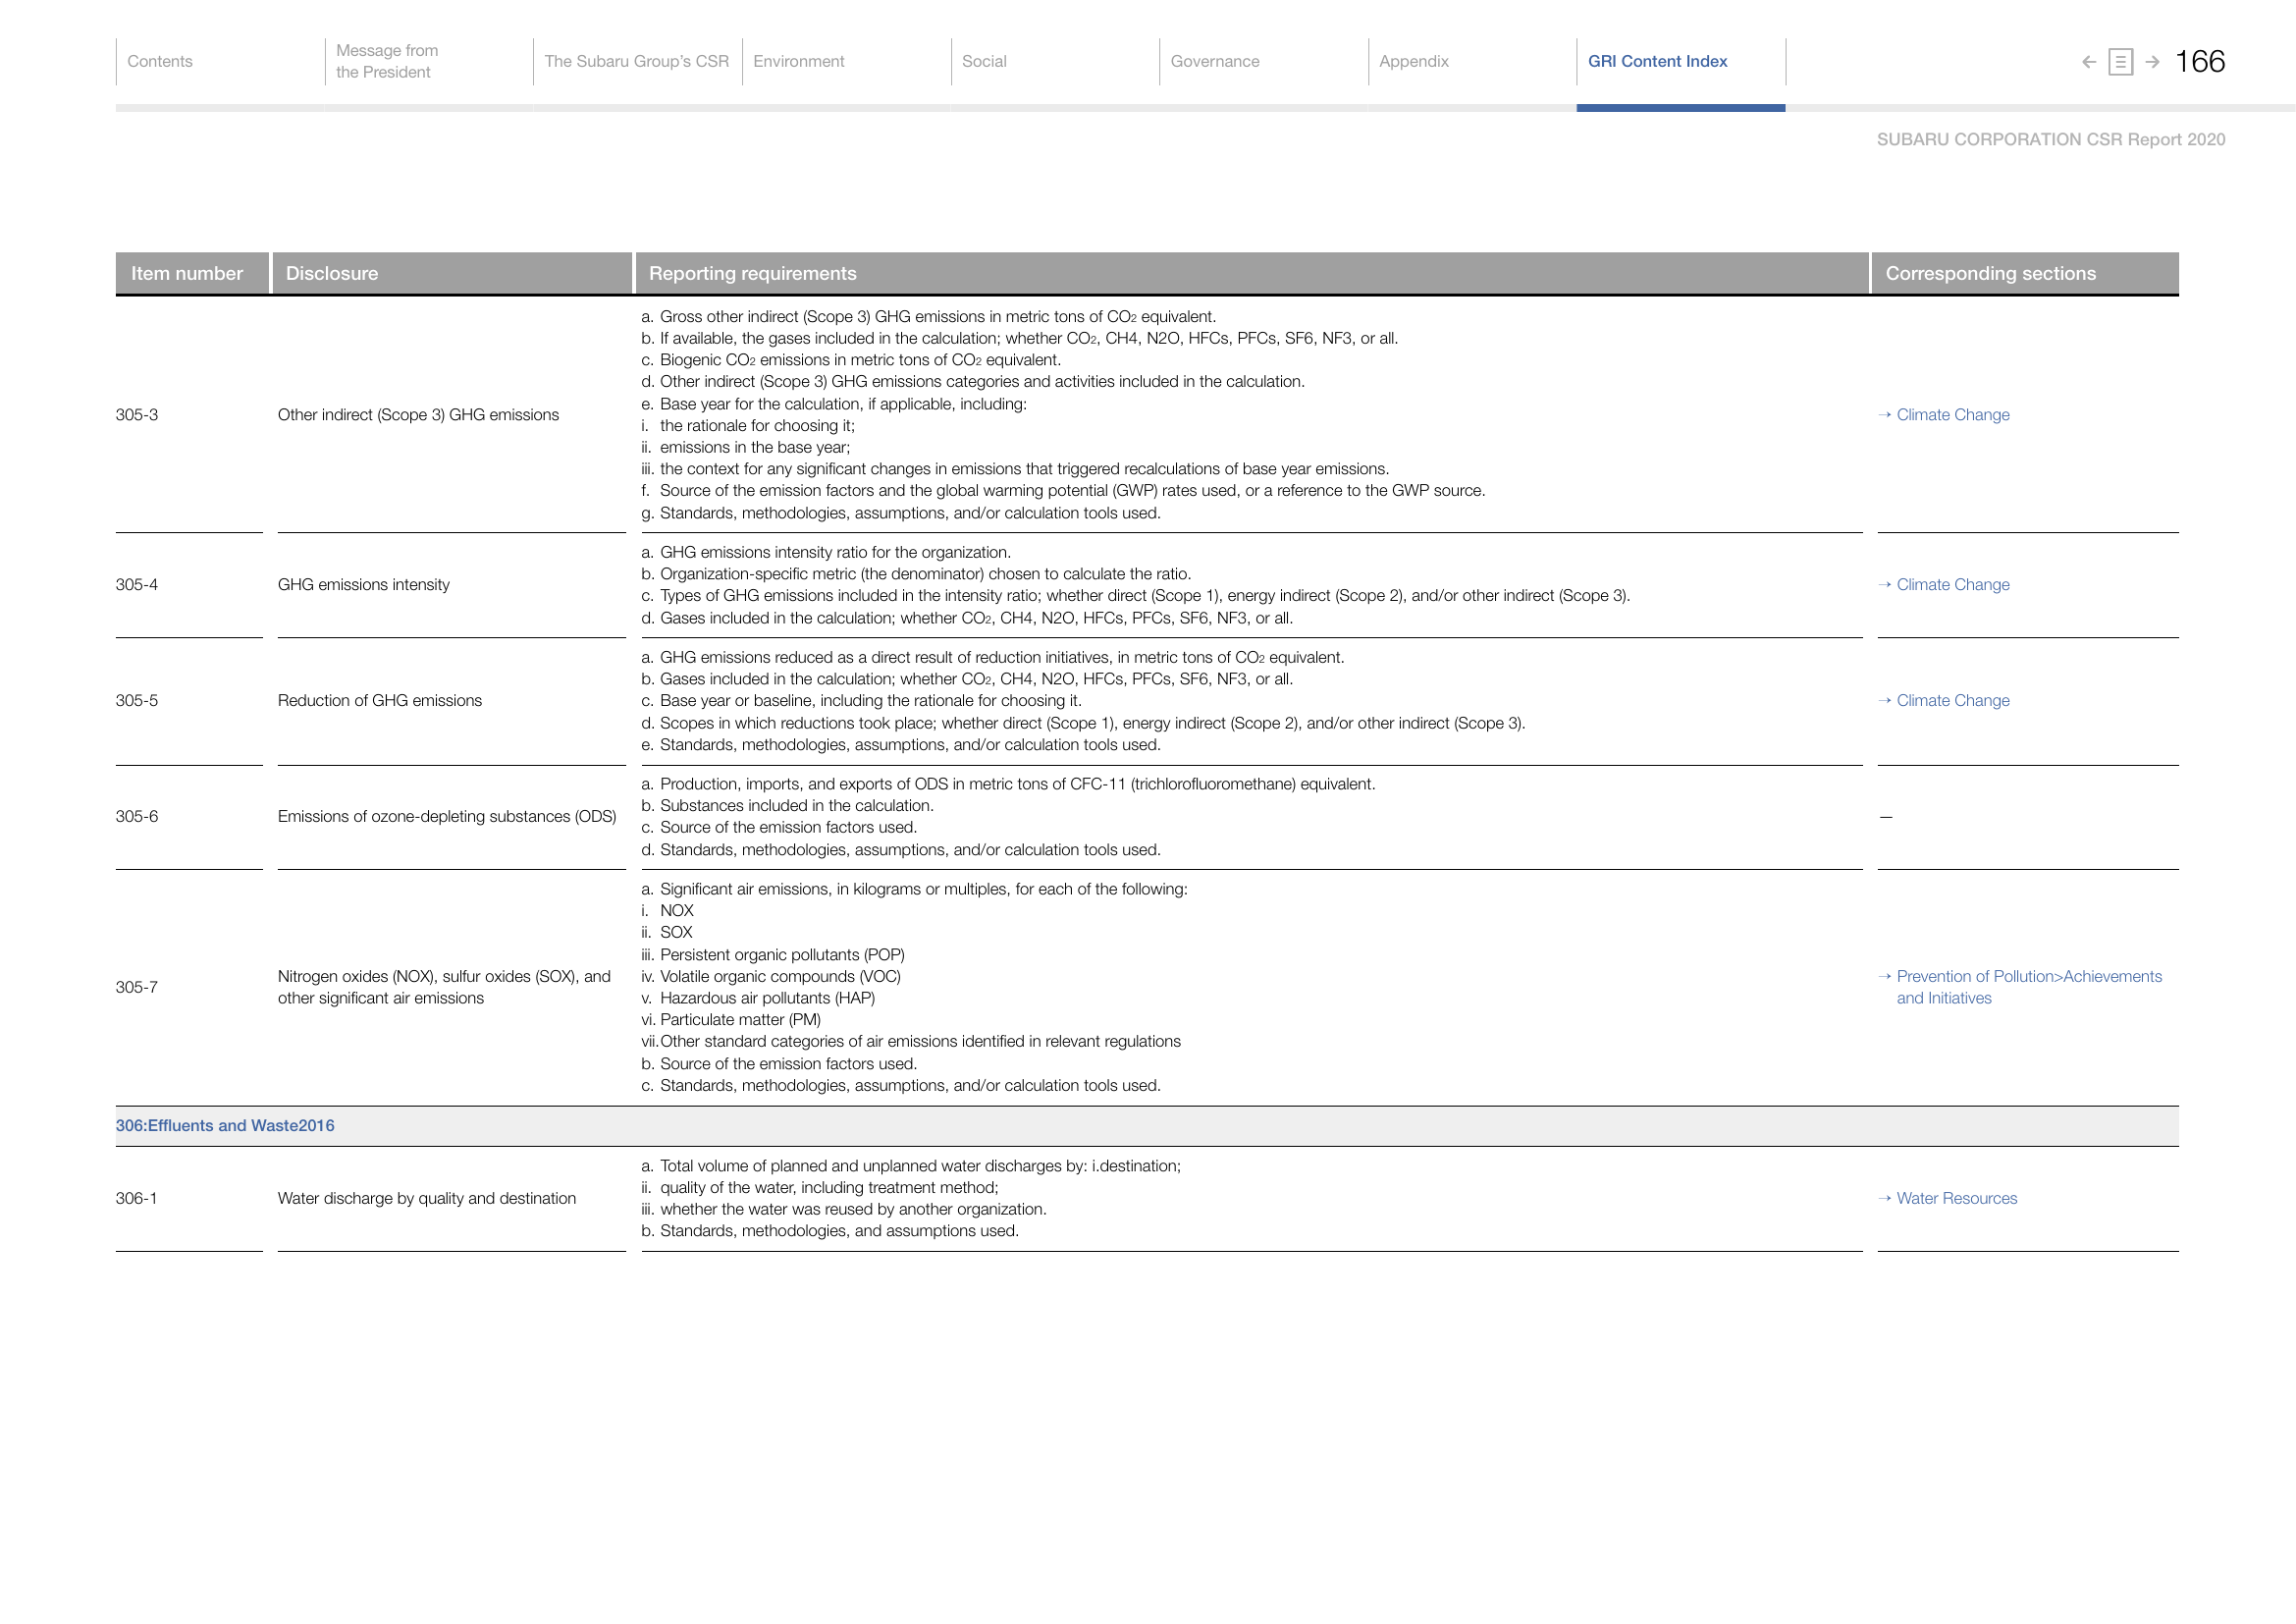 Contents
Message from
the President
The Subaru Group's CSR
Environment
Social
Governance
Appendix
GRI Content Index
166
SUBARU CORPORATION CSR Report 2020
Item number Disclosure Reporting requirements Corresponding sections
305-3
Other indirect (Scope 3) GHG emissions
a. Gross other indirect (Scope 3) GHG emissions in metric tons of CO2 equivalent.
b. If available, the gases included in the calculation; whether CO2, CH4, N2O, HFCs, PFCs, SF6, NF3, or all.
c. Biogenic CO2 emissions in metric tons of CO2 equivalent.
d. Other indirect (Scope 3) GHG emissions categories and activities included in the calculation.
e. Base year for the calculation, if applicable, including:
i. the rationale for choosing it;
ii. emissions in the base year;
iii. the context for any significant changes in emissions that triggered recalculations of base year emissions.
f. Source of the emission factors and the global warming potential (GWP) rates used, or a reference to the GWP source.
g. Standards, methodologies, assumptions, and/or calculation tools used.
→ Climate Change
305-4
GHG emissions intensity
a. GHG emissions intensity ratio for the organization.
b. Organization-specific metric (the denominator) chosen to calculate the ratio.
c. Types of GHG emissions included in the intensity ratio; whether direct (Scope 1), energy indirect (Scope 2), and/or other indirect (Scope 3).
d. Gases included in the calculation; whether CO2, CH4, N2O, HFCs, PFCs, SF6, NF3, or all.
→ Climate Change
305-5
Reduction of GHG emissions
a. GHG emissions reduced as a direct result of reduction initiatives, in metric tons of CO2 equivalent.
b. Gases included in the calculation; whether CO2, CH4, N2O, HFCs, PFCs, SF6, NF3, or all.
c. Base year or baseline, including the rationale for choosing it.
d. Scopes in which reductions took place; whether direct (Scope 1), energy indirect (Scope 2), and/or other indirect (Scope 3).
e. Standards, methodologies, assumptions, and/or calculation tools used.
→ Climate Change
305-6
Emissions of ozone-depleting substances (ODS)
a. Production, imports, and exports of ODS in metric tons of CFC-11 (trichlorofluoromethane) equivalent.
b. Substances included in the calculation.
c. Source of the emission factors used.
d. Standards, methodologies, assumptions, and/or calculation tools used.
—
305-7
Nitrogen oxides (NOX), sulfur oxides (SOX), and
other significant air emissions
a. Significant air emissions, in kilograms or multiples, for each of the following:
i. NOX
ii. SOX
iii. Persistent organic pollutants (POP)
iv. Volatile organic compounds (VOC)
v. Hazardous air pollutants (HAP)
vi. Particulate matter (PM)
vii. Other standard categories of air emissions identified in relevant regulations
b. Source of the emission factors used.
c. Standards, methodologies, assumptions, and/or calculation tools used.
→ Prevention of Pollution>Achievements
and Initiatives
306:Effluents and Waste2016
306-1
Water discharge by quality and destination
a. Total volume of planned and unplanned water discharges by: i.destination;
ii. quality of the water, including treatment method;
iii. whether the water was reused by another organization.
b. Standards, methodologies, and assumptions used.
→ Water Resources